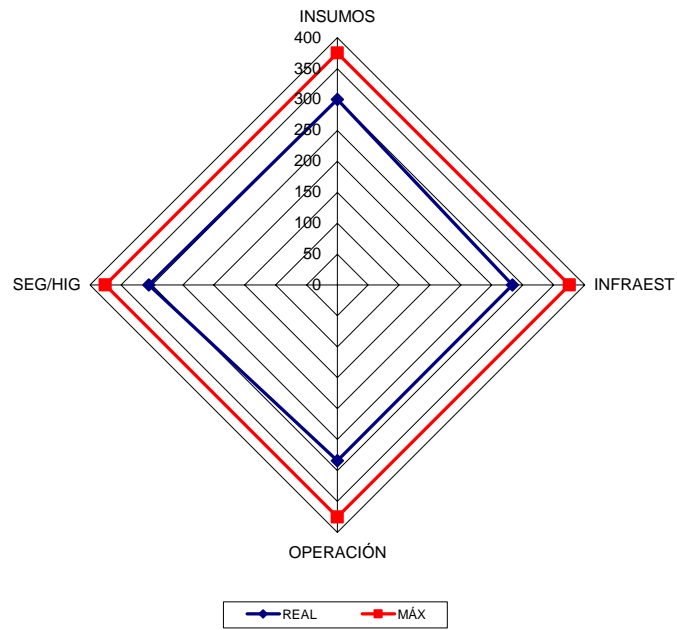 INSUMOS
400
350
300
250
200
150
100
50
0
SEG/HIG
INFRAEST
OPERACIÓN
REAL
MÁX